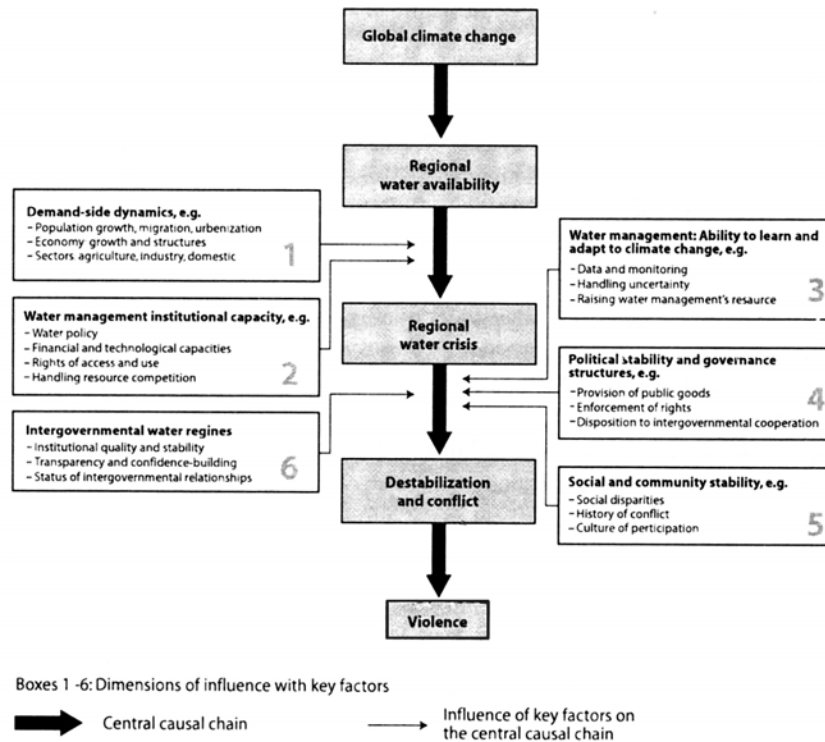 Global climate change
Regional
water availability
Demand-side dynamics, e.g.
– Population growth, migration, urbenization
– Economy growth and structures
– Sectors agriculture, industry, domestic
1
Water management: Ability to learn and
adapt to climate change, e.g.
– Data and monitoring
– Handling uncertainty
– Raising water management's resaurce
3
Water management institutional capacity, e.g.
– Water policy
– Financial and technological capacities
– Rights of access and use
– Handling resource competition
2
Regional
water crisis
Political stability and governance
structures, e.g.
– Provision of public goods
– Enforcement of rights
– Disposition to intergovernmental cooperation
4
Intergovernmental water regines
– Institutional quality and stability
– Transparency and confidence-building
– Status of intergovernmental relationships
6
Destabilization
and conflict
Social and community stability, e.g.
– Social disparities
– History of conflict
– Culture of perticipation
5
Violence
Boxes 1 -6: Dimensions of influence with key factors
Central causal chain
Influence of key factors on
the central causal chain